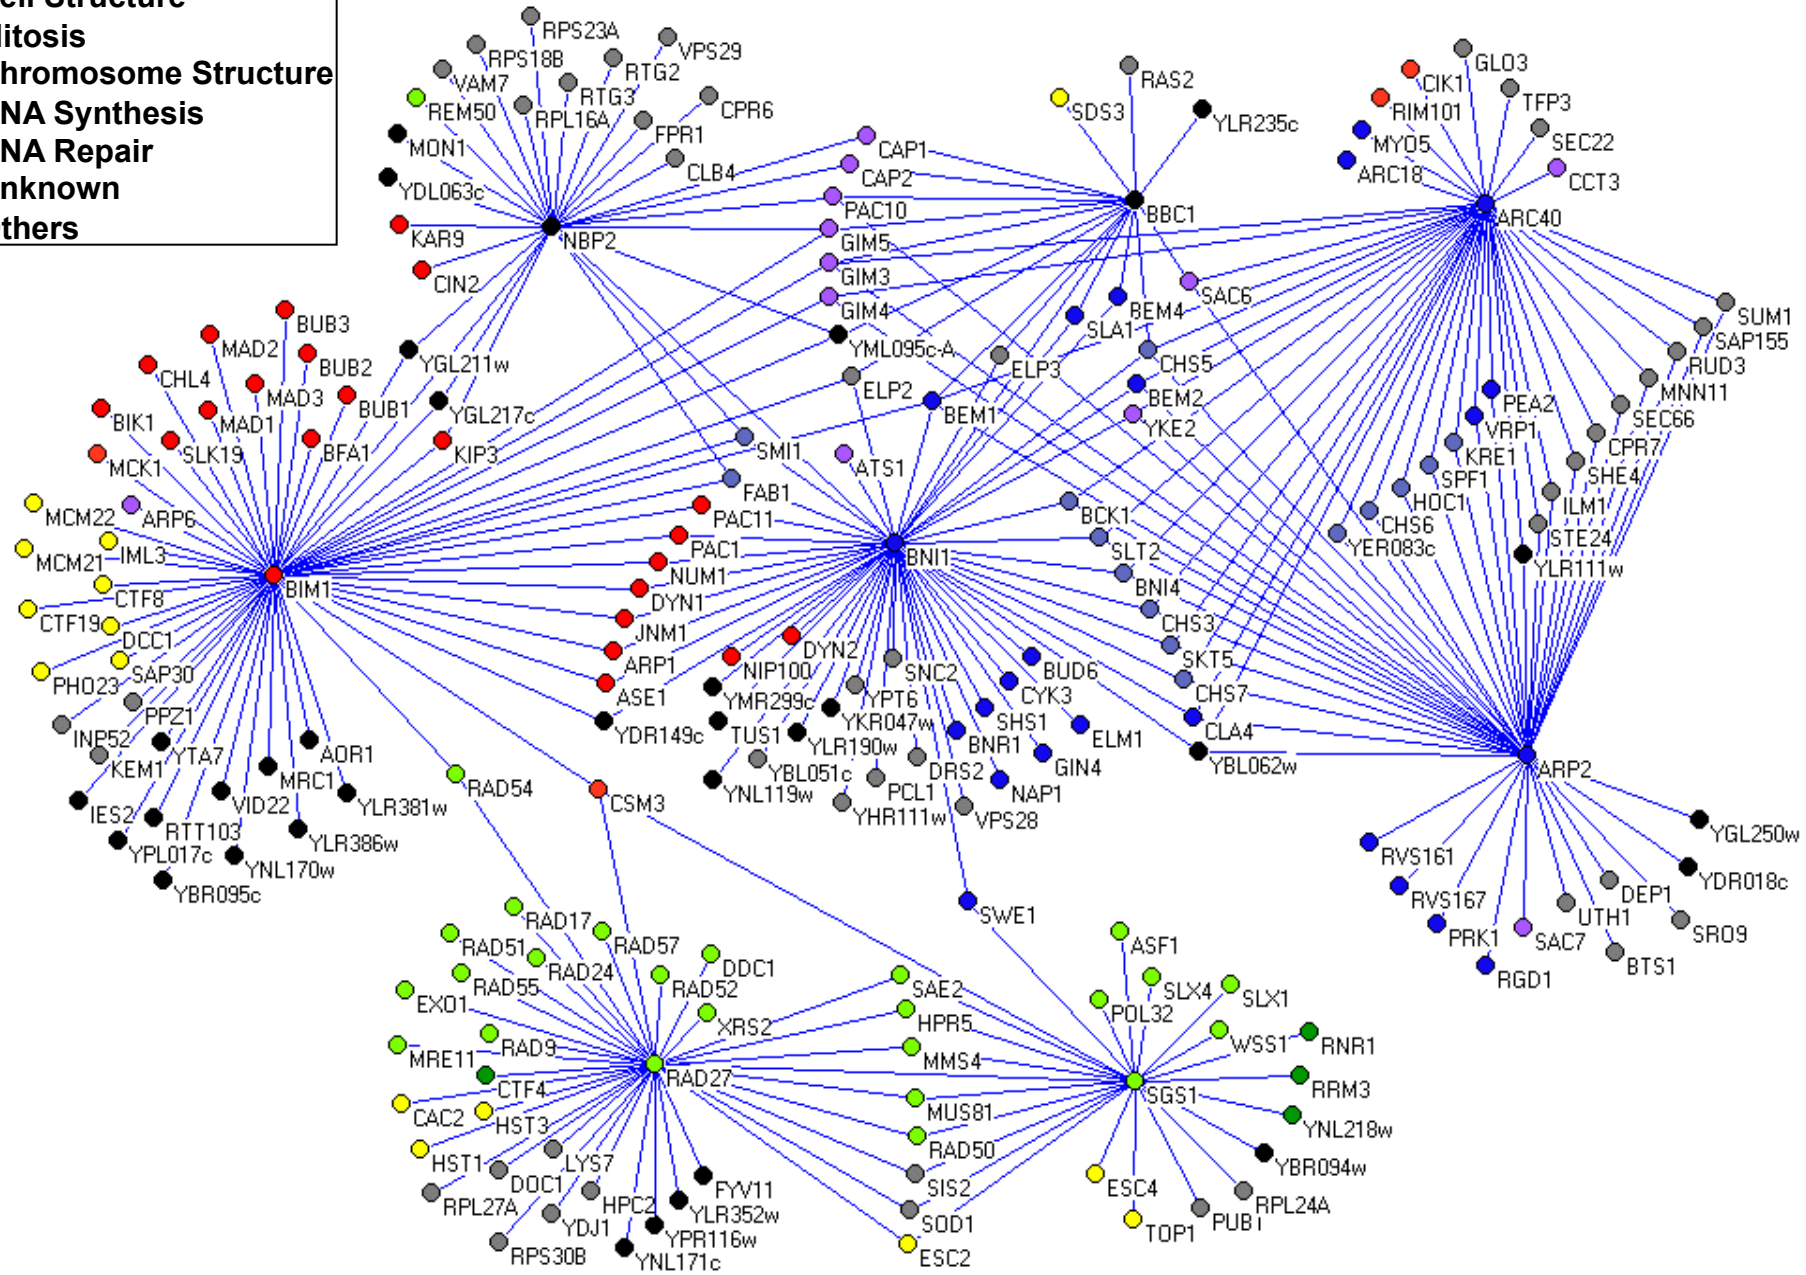 ell Structure
litosis
hromosome Structure
NA Synthesis
NA Repair
nknown
thers
RPS23A
VPS29
RPS18B
RTG2
VAM7
RTG3
REM50
RPL16A
CPR6
FPR1
MON1
CLB4
YDL063c
KAR9
NBP2
CIN2
CAP1
CAP2
PAC10
GIM5
GIM3
GIM4
YML095c-A
RAS2
SDS3
YLR235c
BBC1
GLO3
CIK1
TFP3
RIM101
SEC22
MYO5
CCT3
ARC18
ARC40
SAC6
BEM4
SLA1
CHS5
ELP3
BEM2
ELP2
BEM1
YKE2
SUM1
SAP155
RUD3
MNN11
SEC66
CPR7
SHE4
ILM1
STE24
YLR111w
PEA2
VRP1
KRE1
SPF1
HOC1
CHS6
YER083c
BUB3
MAD2
BUB2
YGL211w
CHL4
MAD3
BUB1
YGL217c
BIK1
MAD1
SLK19
BFA1
KIP3
MCK1
SMI1
ATS1
FAB1
MCM22
ARP6
PAC11
MCM21
IML3
PAC1
BNI1
BIM1
NUM1
CTF8
DYN1
CTF19
DCC1
JNM1
SAP30
ARP1
PHO23
ASE1
PPZ1
YDR149c
INP52
YTA7
AOR1
KEM1
MRC1
VID22
YLR381w
IES2
RTT103
YLR386w
YPL017c
YNL170w
YBR095c
BCK1
SLT2
BNI4
CHS3
SKT5
CHS7
CLA4
YBL062w
DYN2
NIP100
SNC2
BUD6
YMR299c
YPT6
CYK3
YKR047w
SHS1
TUS1
YLR190w
BNR1
ELM1
YBL051c
DRS2
GIN4
YNL119w
PCL1
NAP1
YHR111w
VPS28
RAD54
CSM3
SWE1
ARP2
YGL250w
RVS161
YDR018c
RVS167
DEP1
UTH1
PRK1
SAC7
SRO9
BTS1
RGD1
RAD17
RAD57
RAD51
DDC1
RAD24
RAD55
RAD52
EXO1
XRS2
RAD9
MRE11
RAD27
CTF4
CAC2
HST3
HST1
LYS7
DOC1
FYV11
RPL27A
HPC2
YLR352w
YDJ1
YPR116w
RPS30B
YNL171c
SAE2
HPR5
MMS4
MUS81
RAD50
SIS2
SOD1
ESC2
ASF1
SLX4
SLX1
POL32
WSS1
RNR1
SGS1
RRM3
YNL218w
YBR094w
ESC4
RPL24A
PUB1
TOP1